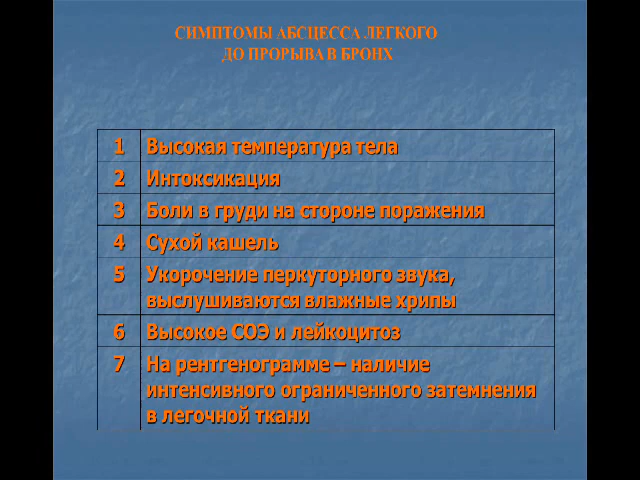 СИМПТОМЫ АБСЦЕССА ЛЕГКОГО
ДО ПРОРЫВА В БРОНХ
1 Высокая температура тела
2 Интоксикация
3 Боли в груди на стороне поражения
4 Сухой кашель
5 Укорочение перкуторного звука,
выслушиваются влажные хрипы
6 Высокое СОЭ и лейкоцитоз
7 На рентгенограмме – наличие
интенсивного ограниченного затемнения
в легочной ткани